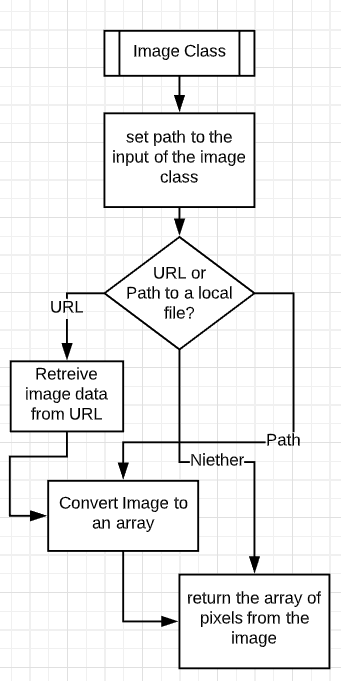 Image Class
set path to the
input of the image
class
URL or
Path to a local
file?
URL
Retreive
image data
from URL
Path
Niether
Convert Image to
an array
return the array of
pixels from the
image